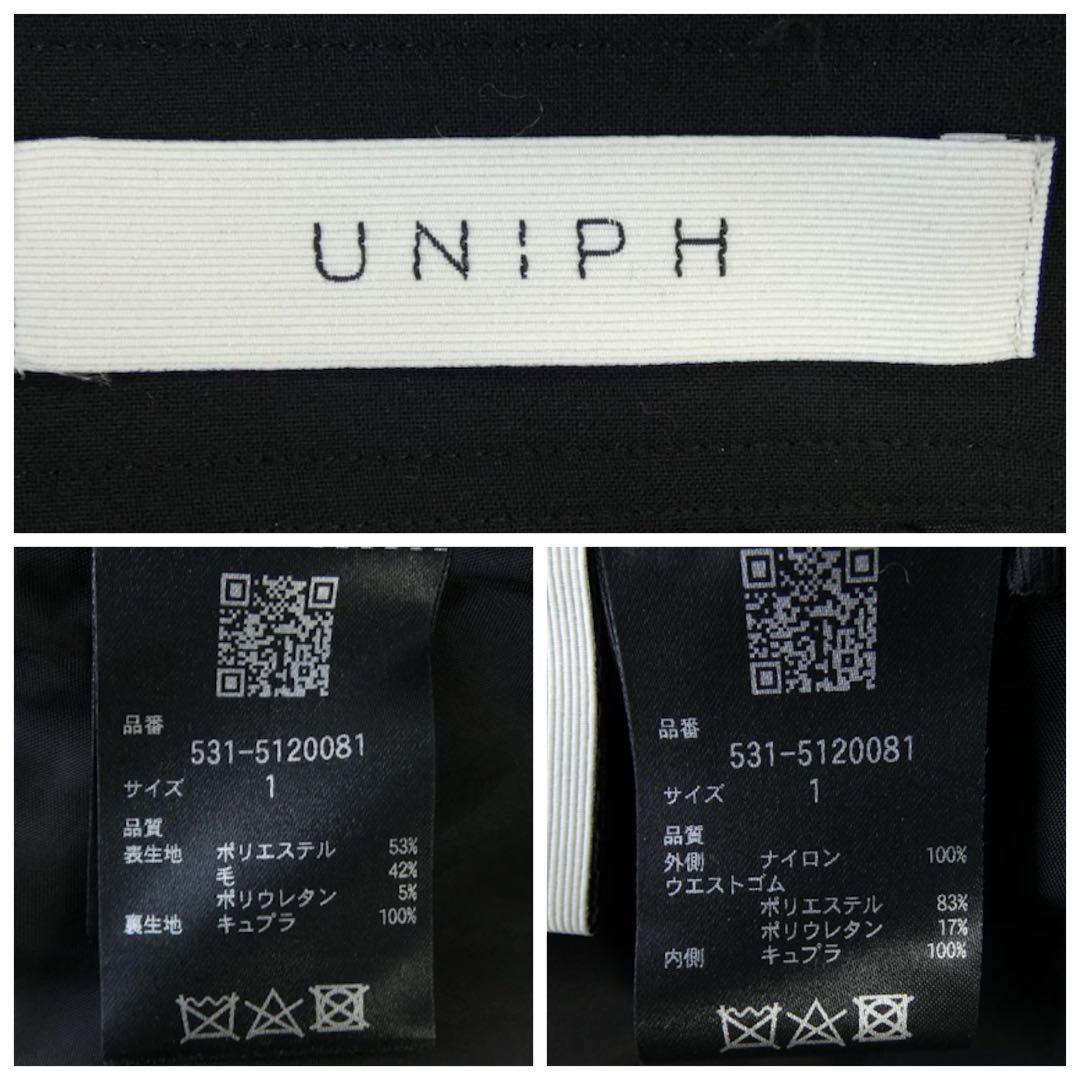 UNIPH
品番
531-5120081
サイズ 1
品質
表生地 ポリエステル 53%
毛 42%
ポリウレタン 5%
裏生地 キュプラ 100%
品番
531-5120081
サイズ 1
品質
外側 ナイロン 100%
ウエストゴム
ポリエステル 83%
ポリウレタン 17%
内側 キュプラ 100%